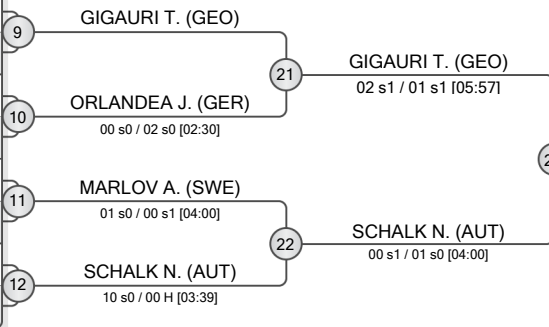 9
GIGAURI T. (GEO)
21
GIGAURI T. (GEO)
02 s1 / 01 s1 [05:57]
10
ORLANDEA J. (GER)
00 s0 / 02 s0 [02:30]
11
MARLOV A. (SWE)
01 s0 / 00 s1 [04:00]
22
SCHALK N. (AUT)
00 s1 / 01 s0 [04:00]
12
SCHALK N. (AUT)
10 s0 / 00 H [03:39]